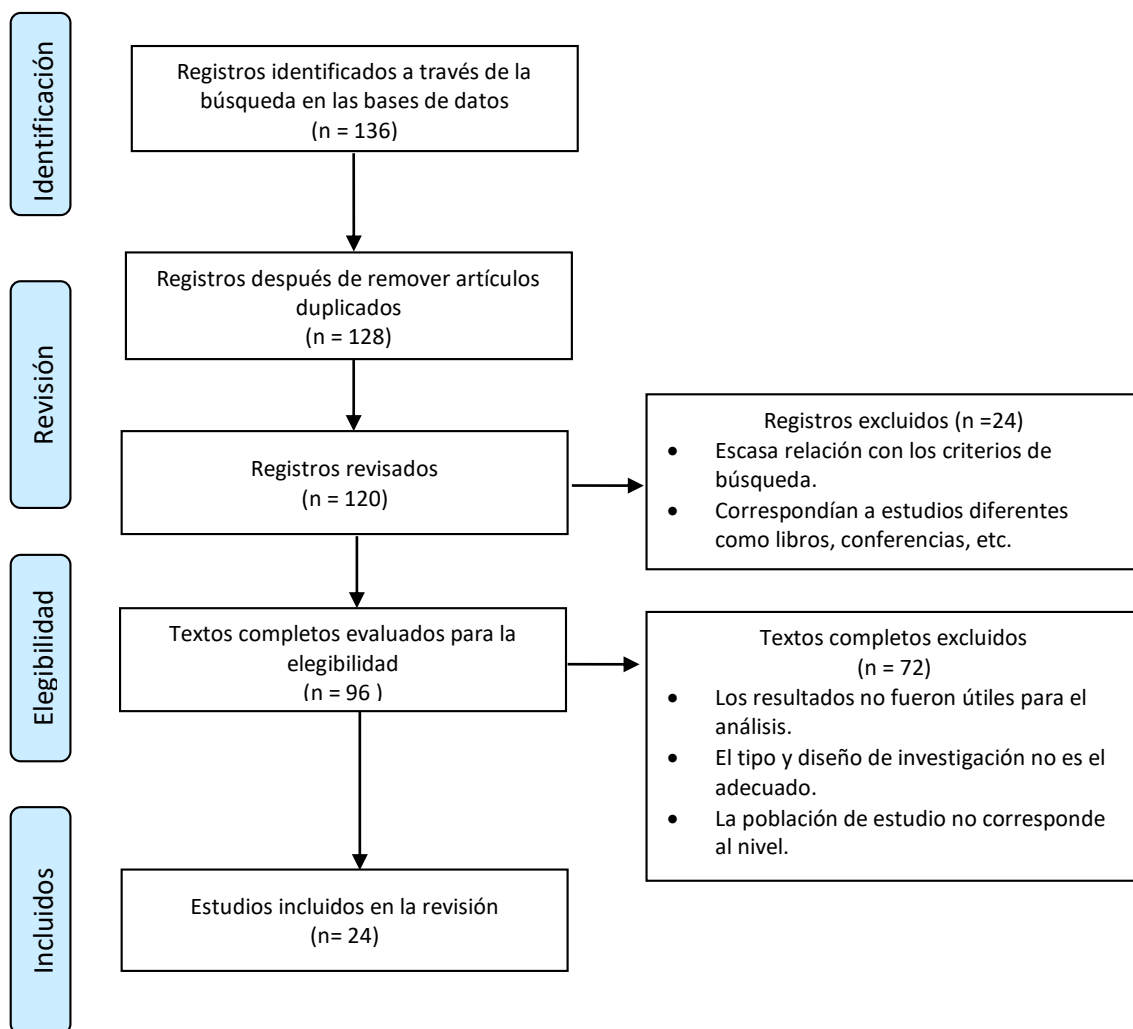 Identificación
Registros identificados a través de la
búsqueda en las bases de datos
(n = 136)
Revisión
Registros después de remover artículos
duplicados
(n = 128)
Registros revisados
(n = 120)
Registros excluidos (n =24)
• Escasa relación con los criterios de
búsqueda.
• Correspondían a estudios diferentes
como libros, conferencias, etc.
Elegibilidad
Textos completos evaluados para la
elegibilidad
(n = 96 )
Textos completos excluidos
(n = 72)
• Los resultados no fueron útiles para el
análisis.
• El tipo y diseño de investigación no es el
adecuado.
• La población de estudio no corresponde
al nivel.
Incluidos
Estudios incluidos en la revisión
(n= 24)